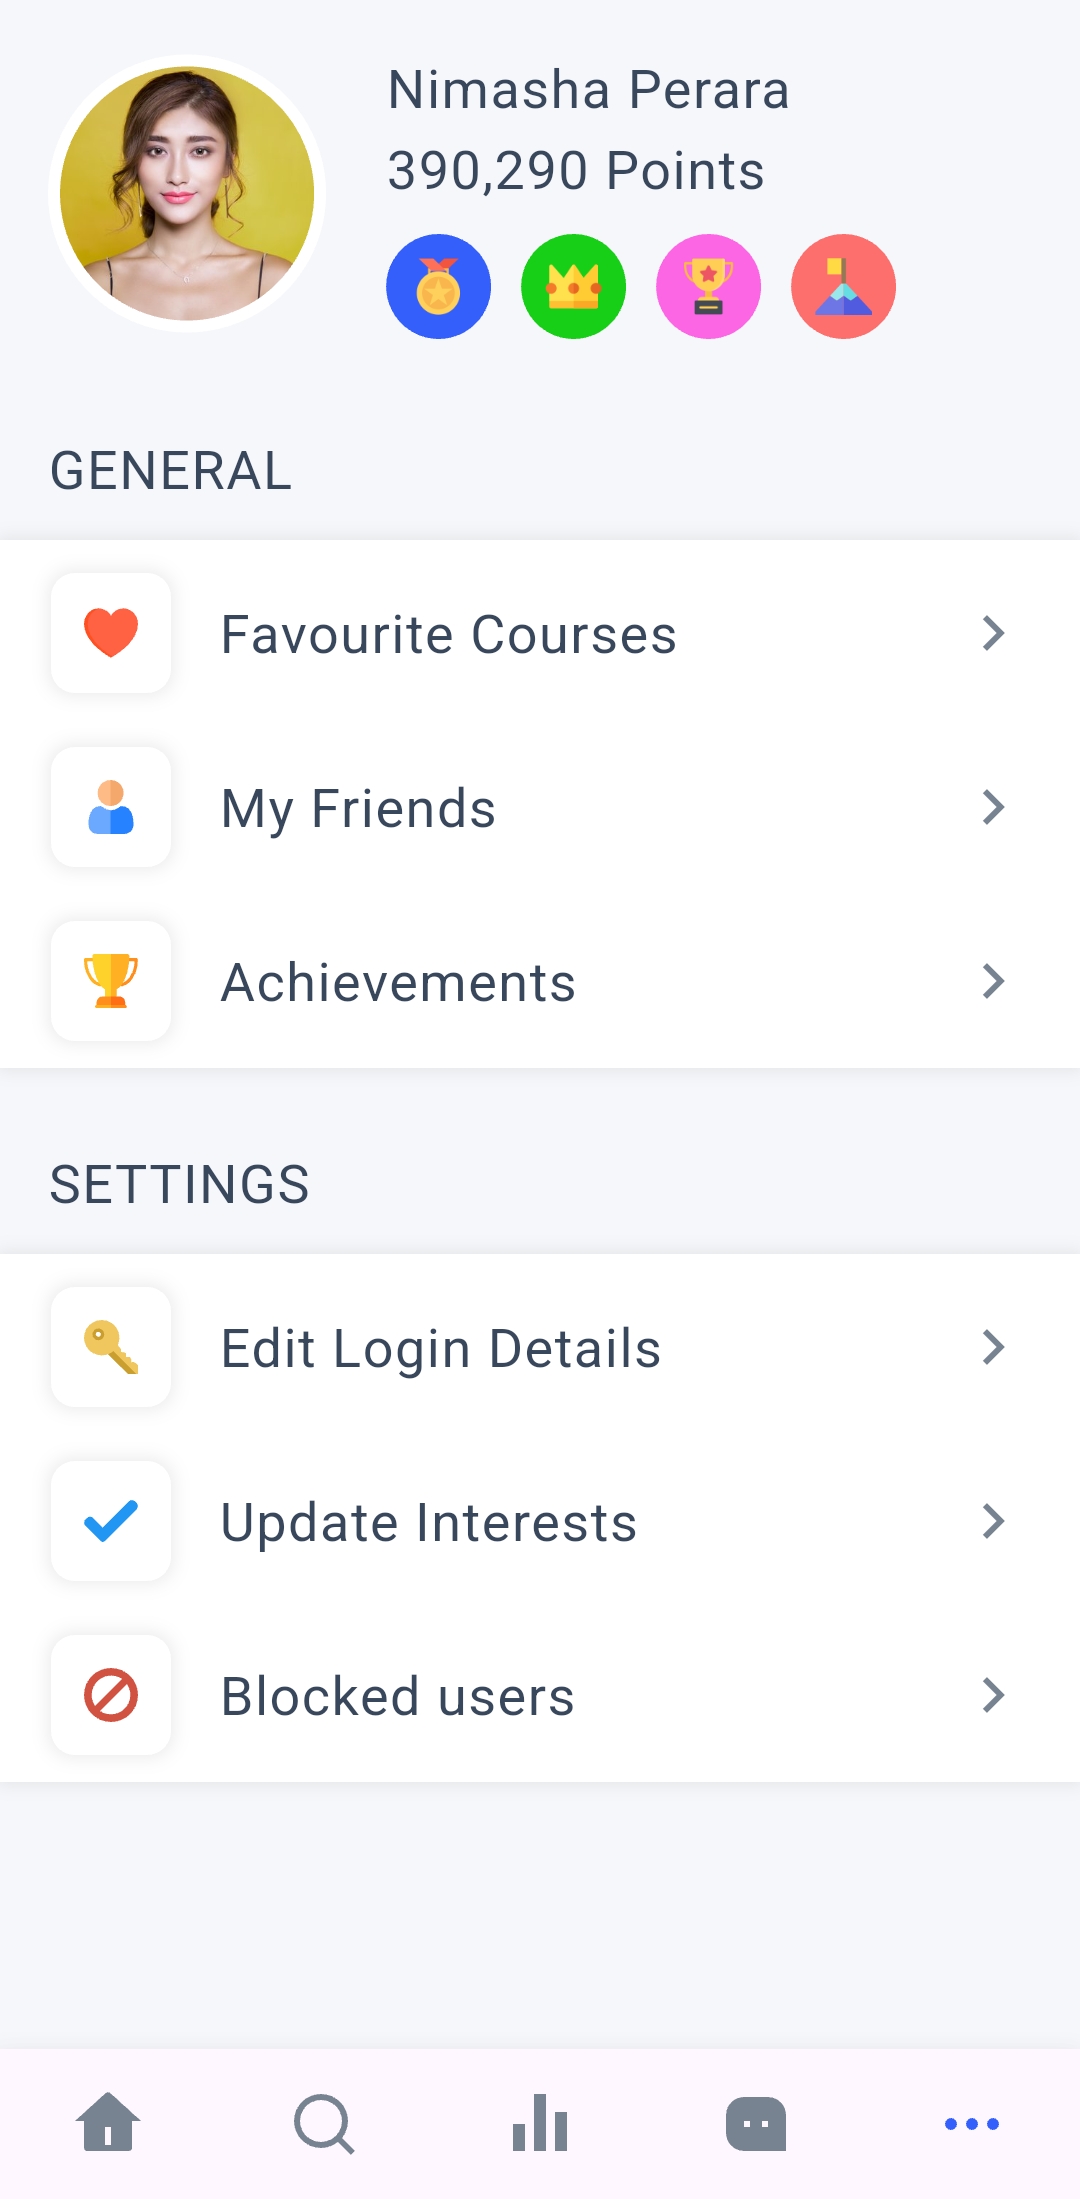 Nimasha Perara
390,290 Points
GENERAL
Favourite Courses
My Friends
Achievements
SETTINGS
Edit Login Details
Update Interests
Blocked users